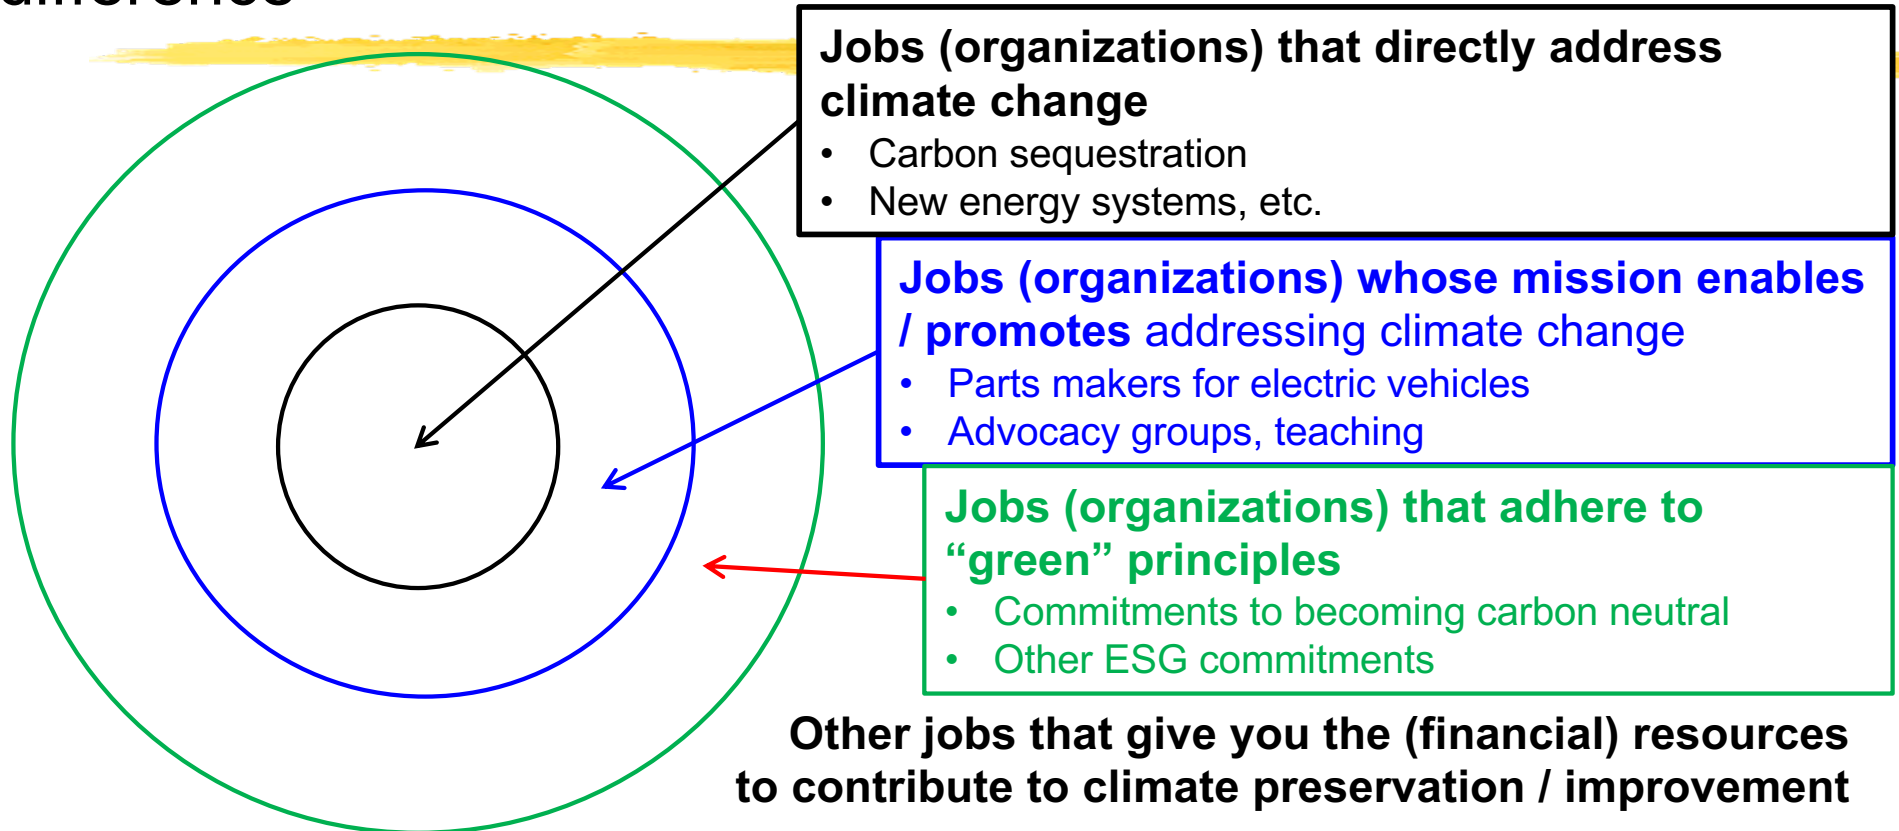 difference
Jobs (organizations) that directly address
climate change
• Carbon sequestration
• New energy systems, etc.
Jobs (organizations) whose mission enables
/ promotes addressing climate change
• Parts makers for electric vehicles
• Advocacy groups, teaching
Jobs (organizations) that adhere to
“green” principles
• Commitments to becoming carbon neutral
• Other ESG commitments
Other jobs that give you the (financial) resources
to contribute to climate preservation / improvement